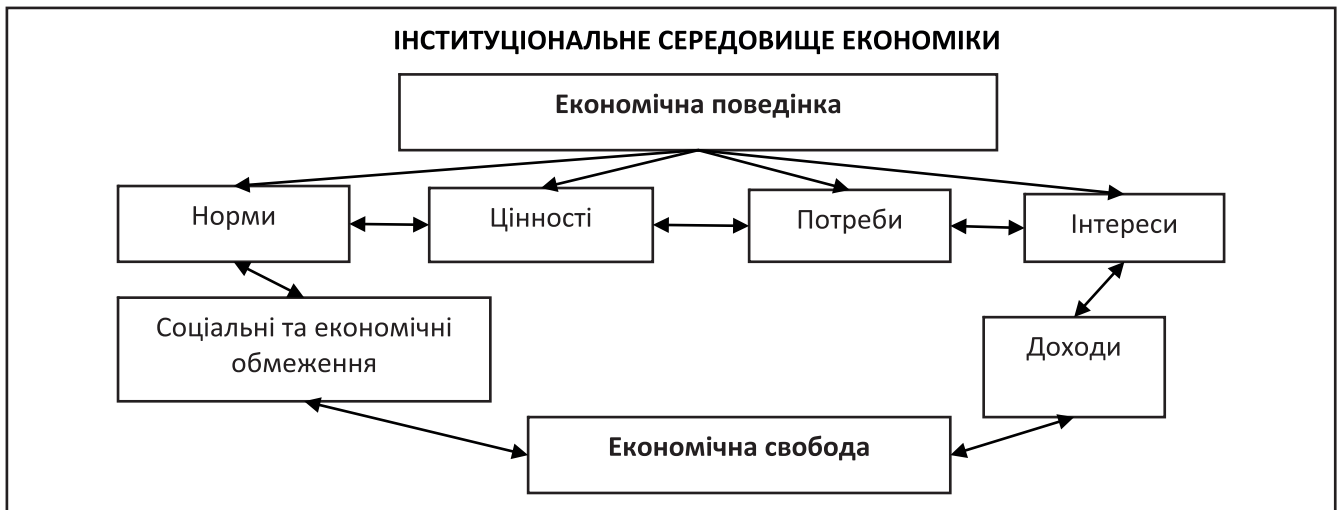 ІНСТИТУЦІОНАЛЬНЕ СЕРЕДОВИЩЕ ЕКОНОМІКИ
Економічна поведінка
Норми
Цінності
Потреби
Інтереси
Соціальні та економічні
обмеження
Доходи
Економічна свобода